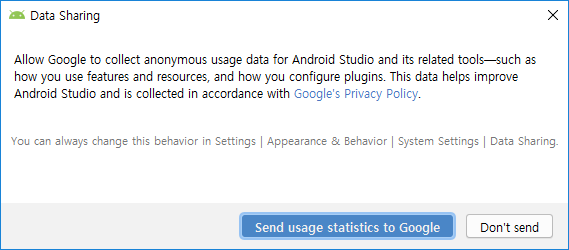 Data Sharing
Allow Google to collect anonymous usage data for Android Studio and its related tools—such as
how you use features and resources, and how you configure plugins. This data helps improve
Android Studio and is collected in accordance with Google's Privacy Policy.
You can always change this behavior in Settings | Appearance & Behavior | System Settings | Data Sharing.
Send usage statistics to Google
Don't send